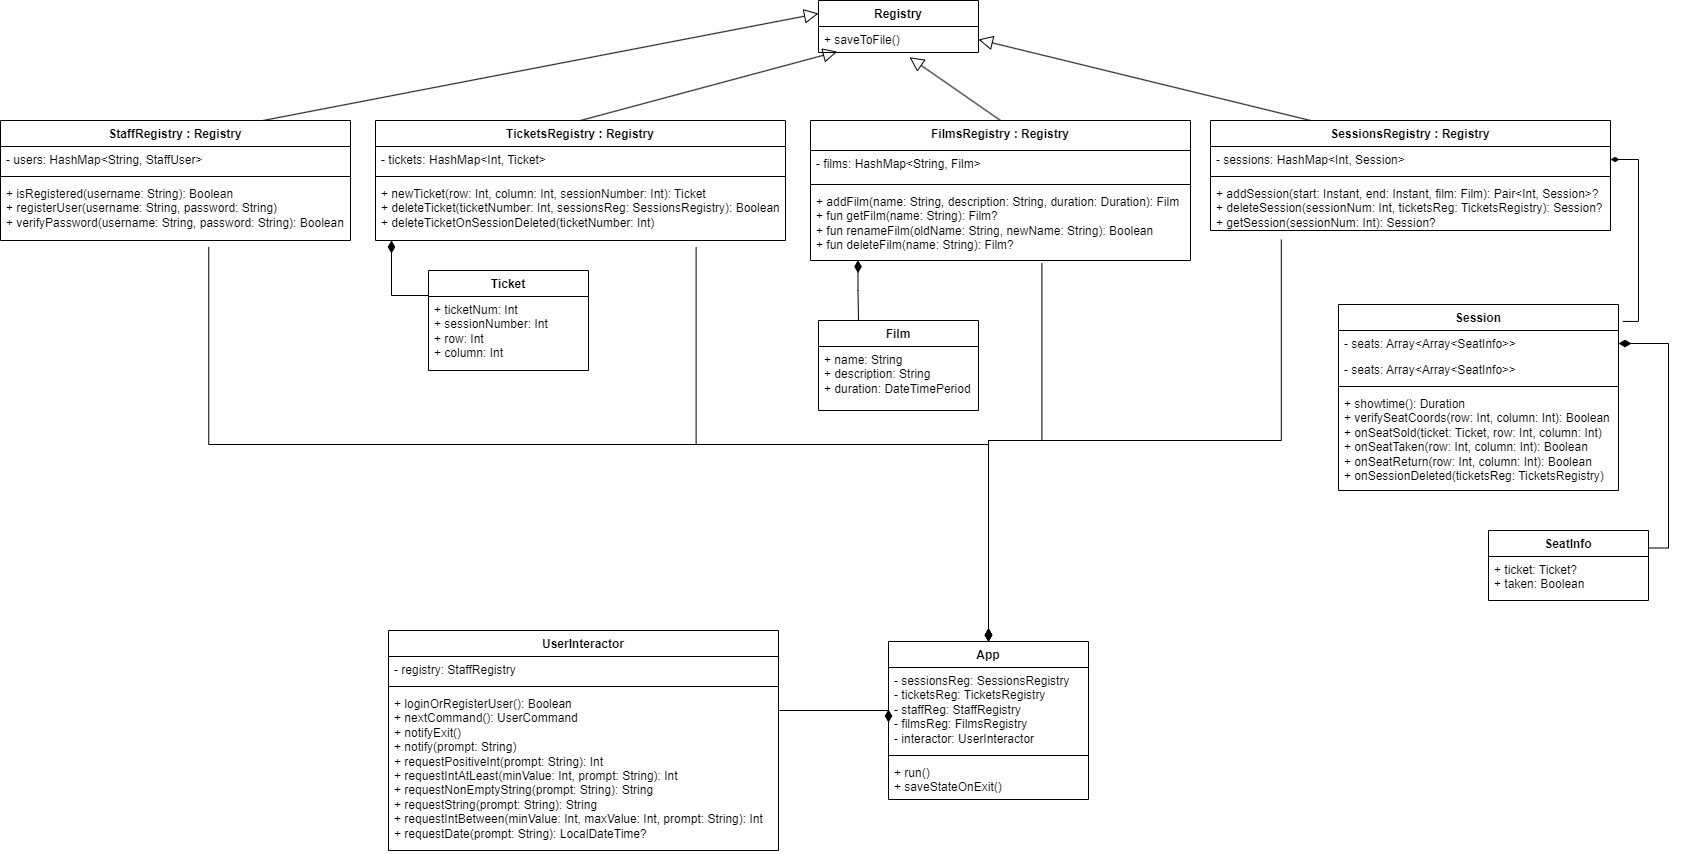 Registry
+ saveToFile()
StaffRegistry : Registry
- users: HashMap<String, StaffUser>
+ isRegistered(username: String): Boolean
+ registerUser(username: String, password: String)
+ verifyPassword(username: String, password: String): Boolean
TicketsRegistry : Registry
- tickets: HashMap<Int, Ticket>
+ newTicket(row: Int, column: Int, sessionNumber: Int): Ticket
+ deleteTicket(ticketNumber: Int, sessionsReg: SessionsRegistry): Boolean
+ deleteTicketOnSessionDeleted(ticketNumber: Int)
FilmsRegistry : Registry
- films: HashMap<String, Film>
+ addFilm(name: String, description: String, duration: Duration): Film
+ fun getFilm(name: String): Film?
+ fun renameFilm(oldName: String, newName: String): Boolean
+ fun deleteFilm(name: String): Film?
SessionsRegistry : Registry
- sessions: HashMap<Int, Session>
+ addSession(start: Instant, end: Instant, film: Film): Pair<Int, Session>?
+ deleteSession(sessionNum: Int, ticketsReg: TicketsRegistry): Session?
+ getSession(sessionNum: Int): Session?
Ticket
+ ticketNum: Int
+ sessionNumber: Int
+ row: Int
+ column: Int
Film
+ name: String
+ description: String
+ duration: DateTimePeriod
Session
- seats: Array<Array<SeatInfo>>
- seats: Array<Array<SeatInfo>>
+ showtime(): Duration
+ verifySeatCoords(row: Int, column: Int): Boolean
+ onSeatSold(ticket: Ticket, row: Int, column: Int)
+ onSeatTaken(row: Int, column: Int): Boolean
+ onSeatReturn(row: Int, column: Int): Boolean
+ onSessionDeleted(ticketsReg: TicketsRegistry)
SeatInfo
+ ticket: Ticket?
+ taken: Boolean
UserInteractor
- registry: StaffRegistry
+ loginOrRegisterUser(): Boolean
+ nextCommand(): UserCommand
+ notifyExit()
+ notify(prompt: String)
+ requestPositiveInt(prompt: String): Int
+ requestIntAtLeast(minValue: Int, prompt: String): Int
+ requestNonEmptyString(prompt: String): String
+ requestString(prompt: String): String
+ requestIntBetween(minValue: Int, maxValue: Int, prompt: String): Int
+ requestDate(prompt: String): LocalDateTime?
App
- sessionsReg: SessionsRegistry
- ticketsReg: TicketsRegistry
- staffReg: StaffRegistry
- filmsReg: FilmsRegistry
- interactor: UserInteractor
+ run()
+ saveStateOnExit()